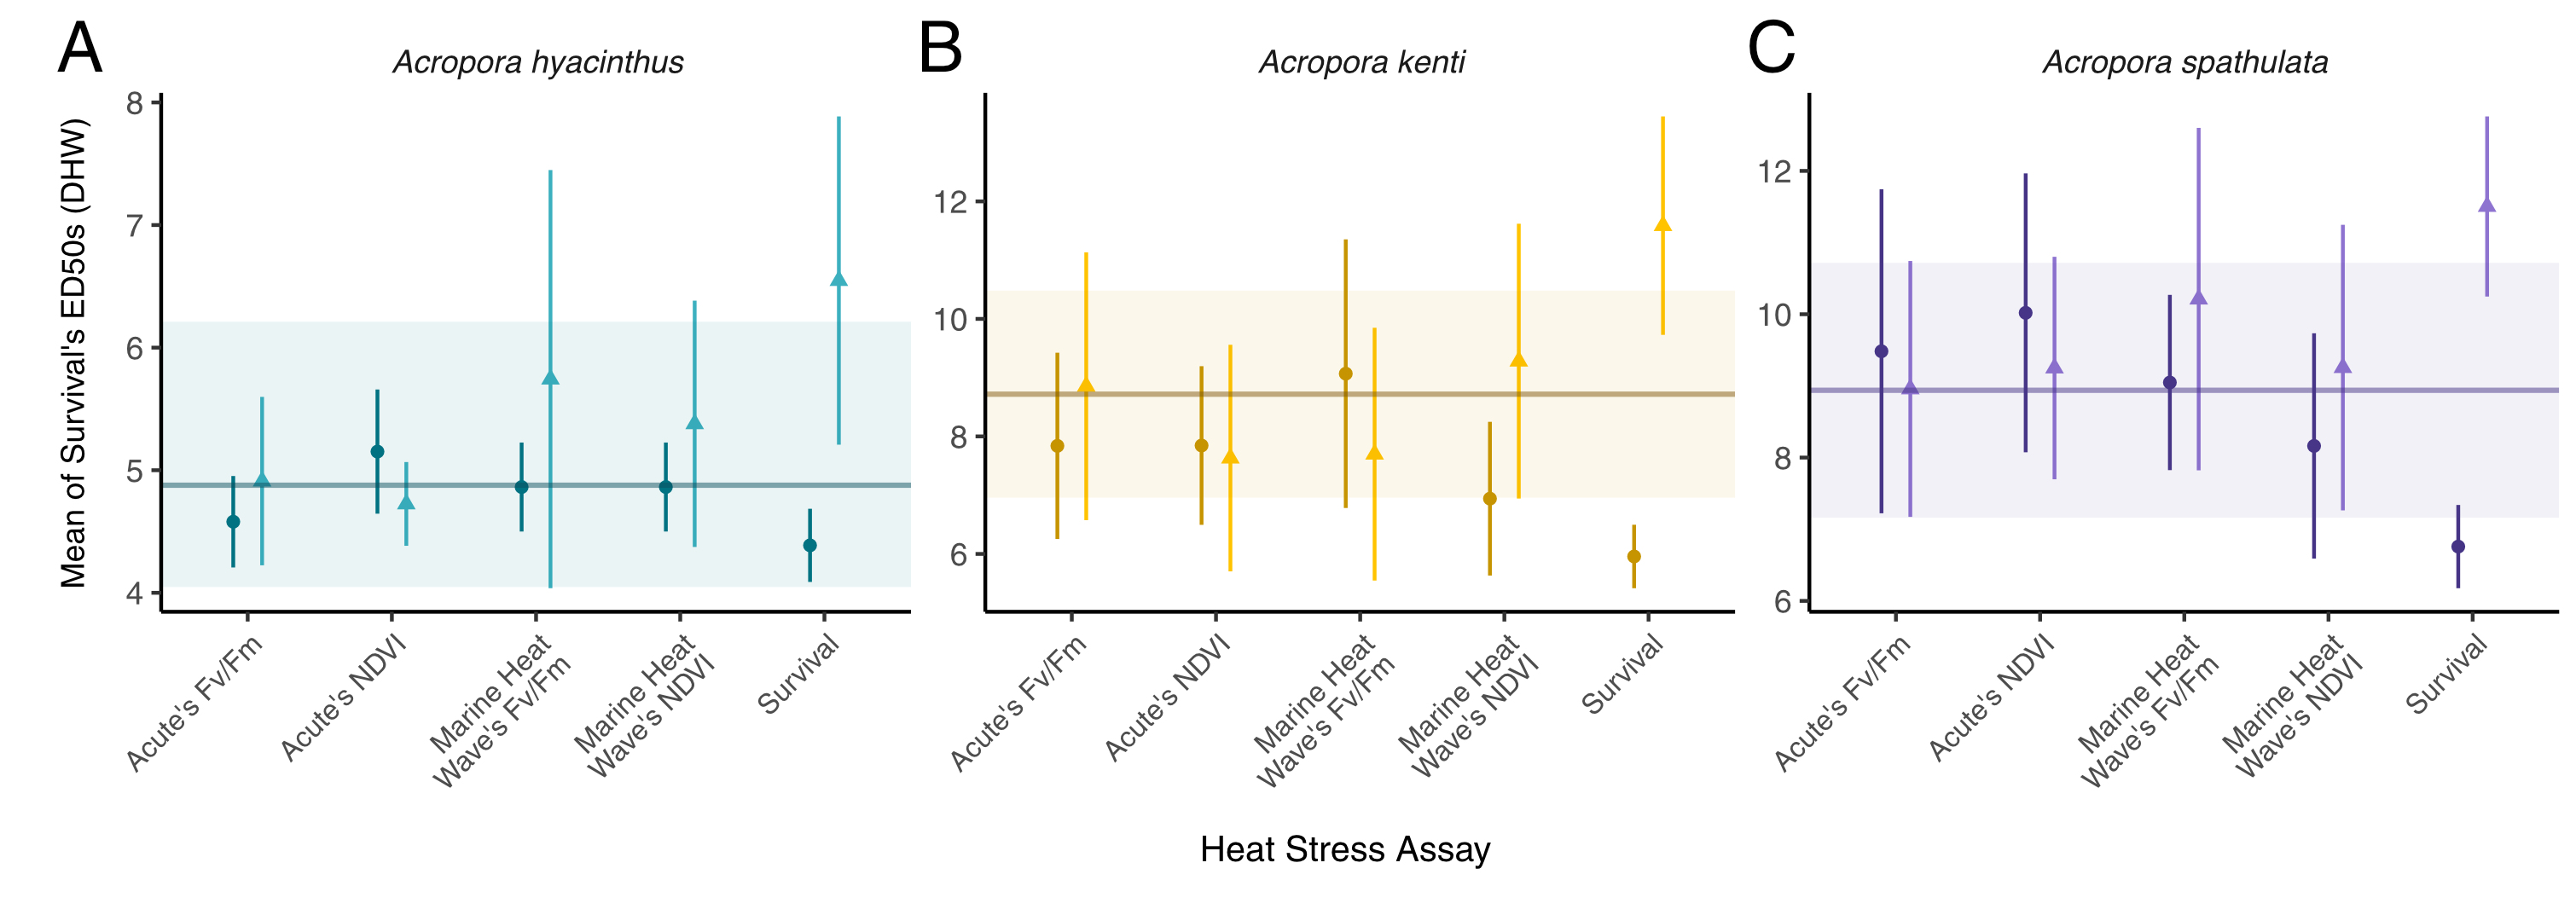 A
Acropora hyacinthus
B
Acropora kenti
C
Acropora spathulata
Mean of Survival's ED50s (DHW)
8
7
6
5
4
12
10
8
6
12
10
8
6
Acute's Fv/Fm
Acute's NDVI
Marine Heat
Wave's Fv/Fm
Marine Heat
Wave's NDVI
Survival
Acute's Fv/Fm
Acute's NDVI
Marine Heat
Wave's Fv/Fm
Marine Heat
Wave's NDVI
Survival
Acute's Fv/Fm
Acute's NDVI
Marine Heat
Wave's Fv/Fm
Marine Heat
Wave's NDVI
Survival
Heat Stress Assay